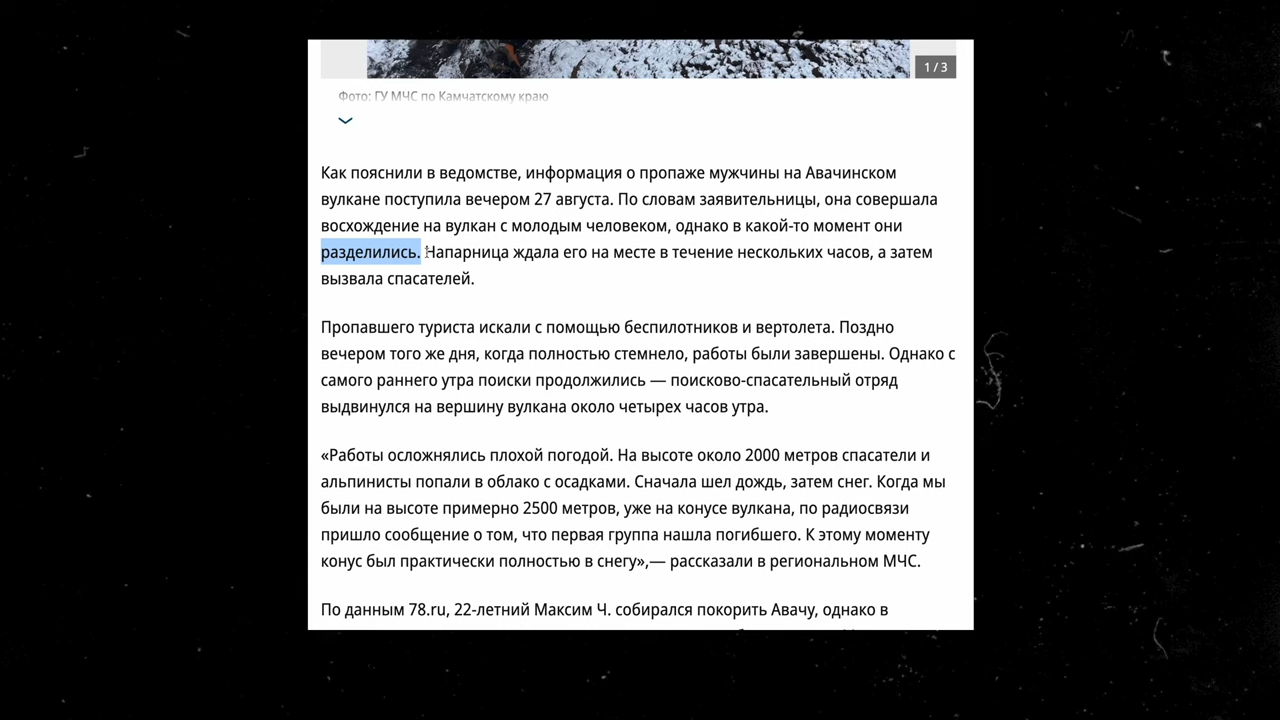 1 / 3
Фото: ГУ МЧС по Камчатскому краю
Как пояснили в ведомстве, информация о пропаже мужчины на Авачинском
вулкане поступила вечером 27 августа. По словам заявительницы, она совершала
восхождение на вулкан с молодым человеком, однако в какой-то момент они
разделились. Напарница ждала его на месте в течение нескольких часов, а затем
вызвала спасателей.
Пропавшего туриста искали с помощью беспилотников и вертолета. Поздно
вечером того же дня, когда полностью стемнело, работы были завершены. Однако с
самого раннего утра поиски продолжились — поисково-спасательный отряд
выдвинулся на вершину вулкана около четырех часов утра.
«Работы осложнялись плохой погодой. На высоте около 2000 метров спасатели и
альпинисты попали в облако с осадками. Сначала шел дождь, затем снег. Когда мы
были на высоте примерно 2500 метров, уже на конусе вулкана, по радиосвязи
пришло сообщение о том, что первая группа нашла погибшего. К этому моменту
конус был практически полностью в снегу»,— рассказали в региональном МЧС.
По данным 78.ru, 22-летний Максим Ч. собирался покорить Авачу, однако в